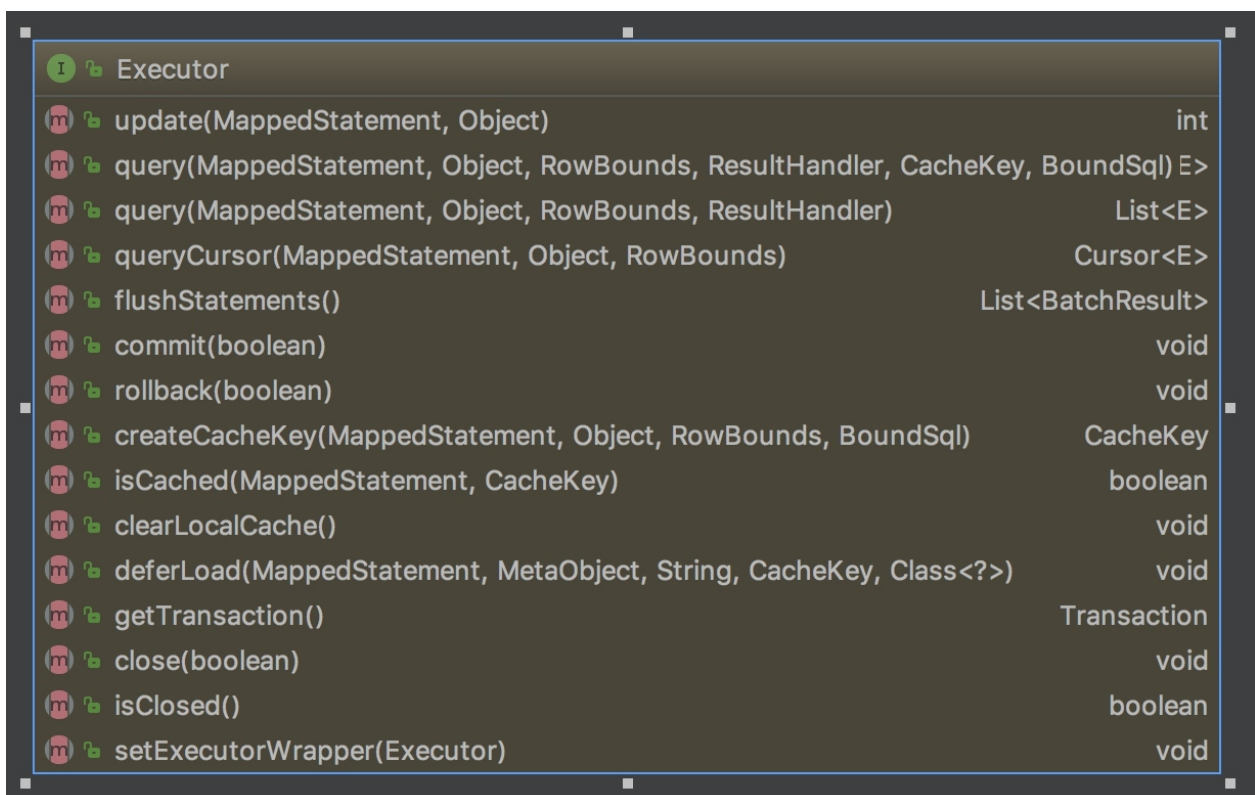 I Executor
m update(MappedStatement, Object) int
m query(MappedStatement, Object, RowBounds, ResultHandler, CacheKey, BoundSql) E>
m query(MappedStatement, Object, RowBounds, ResultHandler) List<E>
m queryCursor(MappedStatement, Object, RowBounds) Cursor<E>
m flushStatements() List<BatchResult>
m commit(boolean) void
m rollback(boolean) void
m createCacheKey(MappedStatement, Object, RowBounds, BoundSql) CacheKey
m isCached(MappedStatement, CacheKey) boolean
m clearLocalCache() void
m deferLoad(MappedStatement, MetaObject, String, CacheKey, Class<?>) void
m getTransaction() Transaction
m close(boolean) void
m isClosed() boolean
m setExecutorWrapper(Executor) void